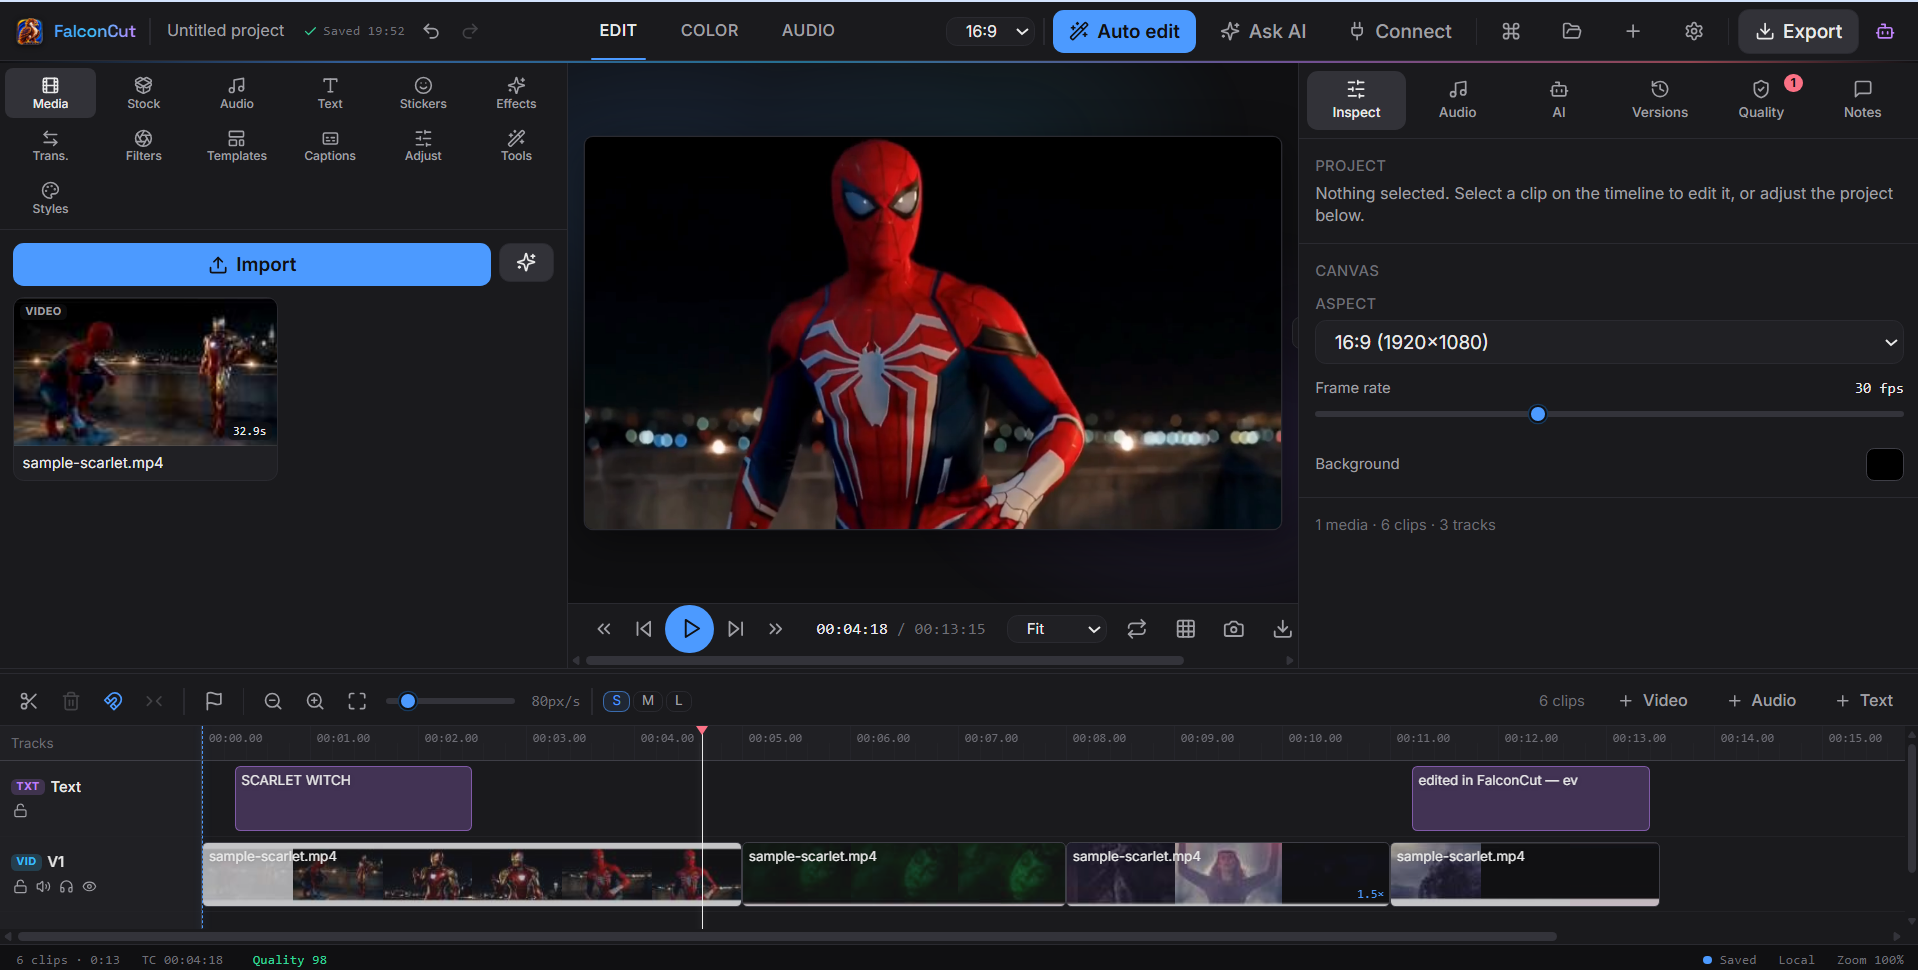 FalconCut
Untitled project
Saved 19:52
EDIT
COLOR
AUDIO
16:9
Auto edit
Ask AI
Connect
Export
Media
Stock
Audio
Text
Stickers
Effects
Trans.
Filters
Templates
Captions
Adjust
Tools
Styles
Import
VIDEO
32.9s
sample-scarlet.mp4
00:04:18 / 00:13:15
Fit
Inspect
Audio
AI
Versions
Quality
1
Notes
PROJECT
Nothing selected. Select a clip on the timeline to edit it, or adjust the project
below.
CANVAS
ASPECT
16:9 (1920×1080)
Frame rate
30 fps
Background
1 media · 6 clips · 3 tracks
80px/s
S
M
L
6 clips
+ Video
+ Audio
+ Text
Tracks
00:00.00
00:01.00
00:02.00
00:03.00
00:04.00
00:05.00
00:06.00
00:07.00
00:08.00
00:09.00
00:10.00
00:11.00
00:12.00
00:13.00
00:14.00
00:15.00
TXT Text
SCARLET WITCH
edited in FalconCut — ev
VID V1
sample-scarlet.mp4
sample-scarlet.mp4
sample-scarlet.mp4
1.5×
sample-scarlet.mp4
6 clips · 0:13
TC 00:04:18
Quality 98
Saved
Local
Zoom 100%